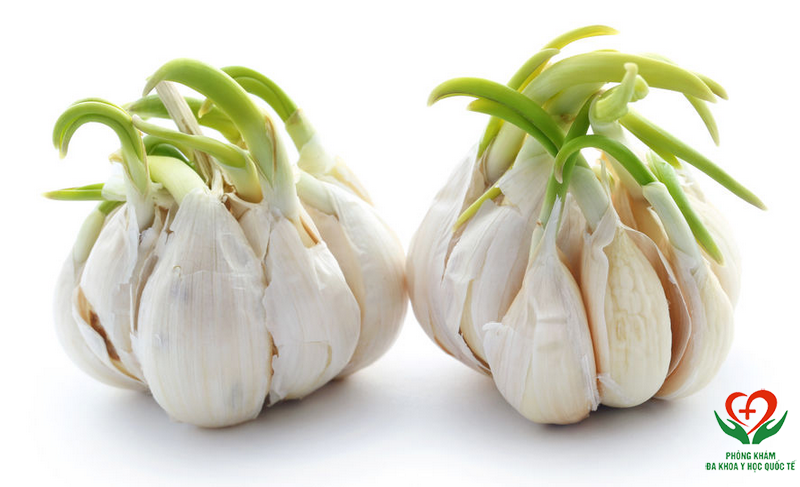 PHÒNG KHÁM
ĐA KHOA Y HỌC QUỐC TẾ